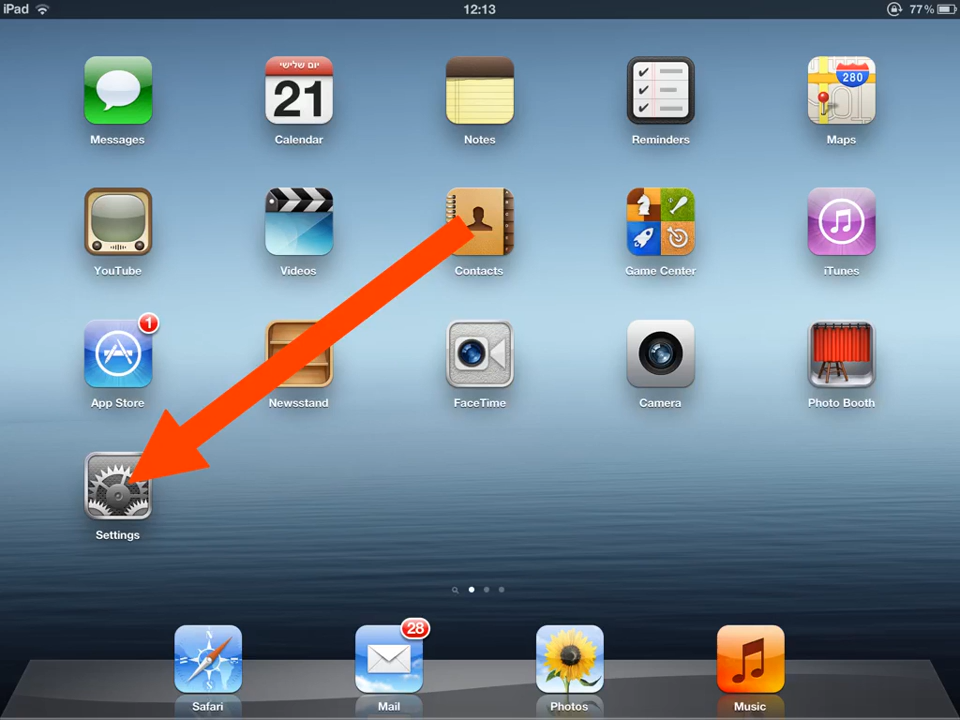 iPad 12:13 77%
יום שלישי
21
280
Messages Calendar Notes Reminders Maps
YouTube Videos Contacts Game Center iTunes
1
App Store Newsstand FaceTime Camera Photo Booth
Settings
N
28
Safari Mail Photos Music